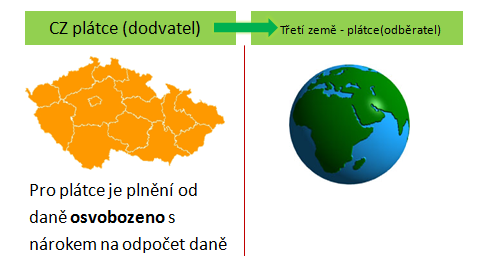 CZ plátce (dodvatel)
Třetí země - plátce(odběratel)
Pro plátce je plnění od
daně osvobozeno s
nárokem na odpočet daně